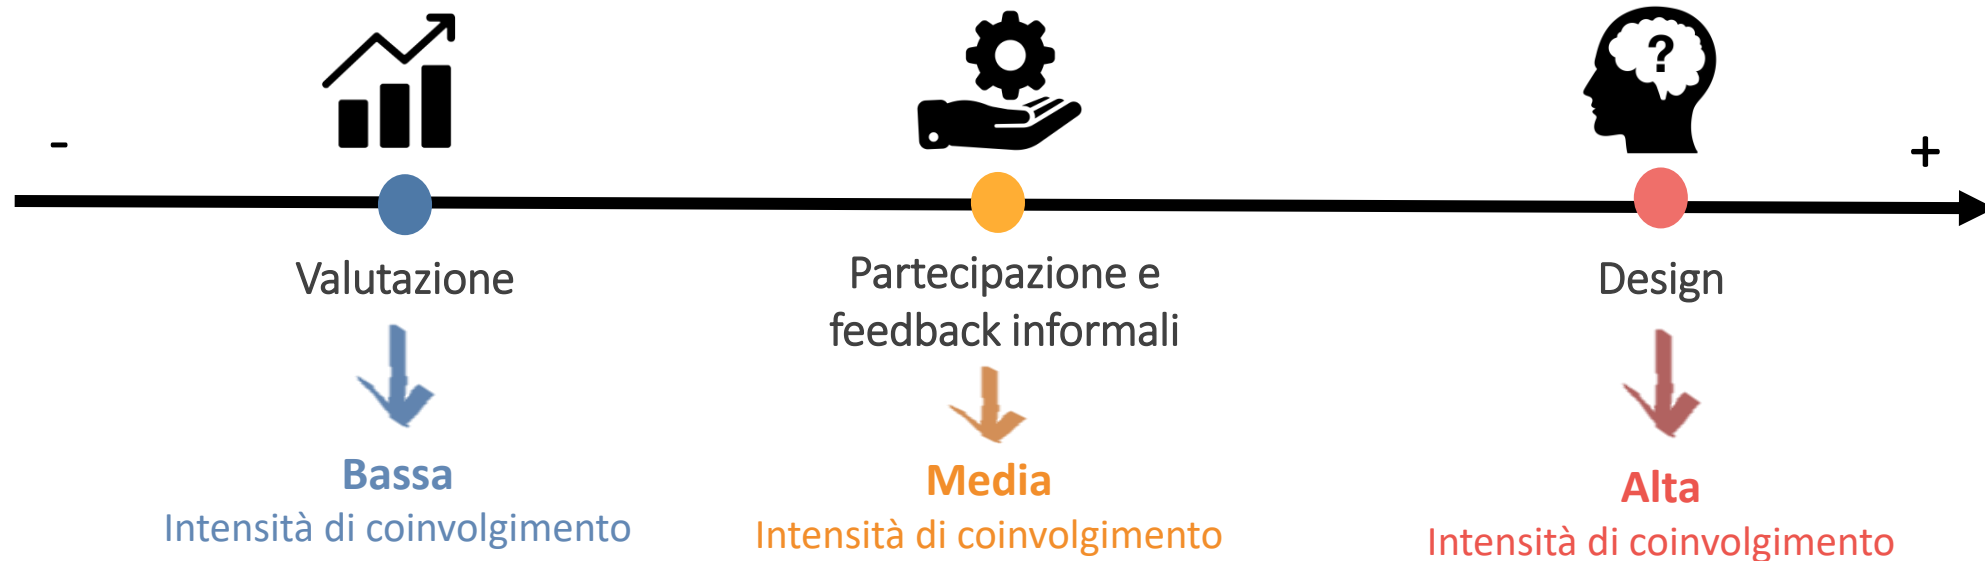 ?
-
+
Valutazione
Partecipazione e
feedback informali
Design
Bassa
Intensità di coinvolgimento
Media
Intensità di coinvolgimento
Alta
Intensità di coinvolgimento